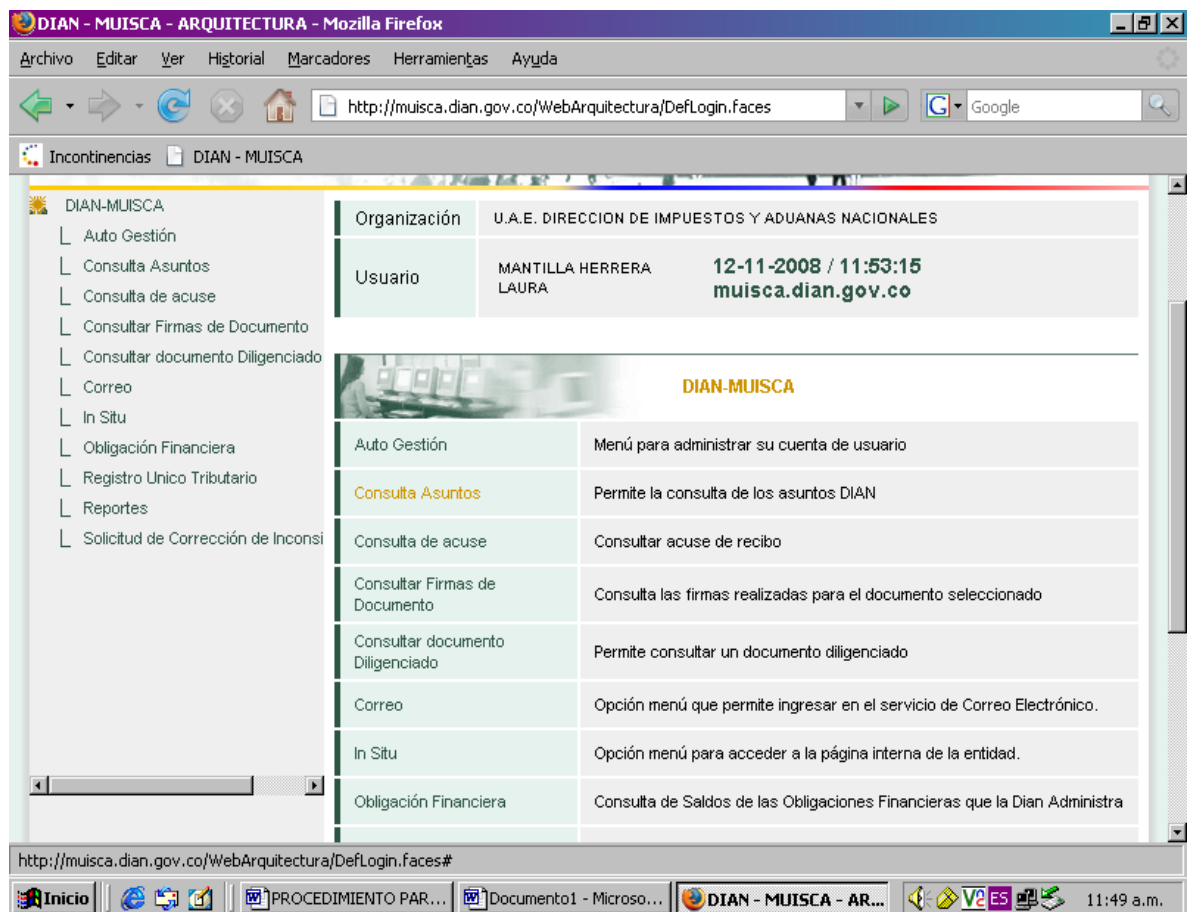 DIAN - MUISCA - ARQUITECTURA - Mozilla Firefox
Archivo Editar Ver Historial Marcadores Herramientas Ayuda
http://muisca.dian.gov.co/WebArquitectura/DefLogin.faces
G Google
Incontinencias DIAN - MUISCA
DIAN-MUISCA
Auto Gestión
Consulta Asuntos
Consulta de acuse
Consultar Firmas de Documento
Consultar documento Diligenciado
Correo
In Situ
Obligación Financiera
Registro Unico Tributario
Reportes
Solicitud de Corrección de Inconsi
Organización U.A.E. DIRECCION DE IMPUESTOS Y ADUANAS NACIONALES
Usuario
MANTILLA HERRERA
LAURA
12-11-2008 / 11:53:15
muisca.dian.gov.co
DIAN-MUISCA
Auto Gestión Menú para administrar su cuenta de usuario
Consulta Asuntos Permite la consulta de los asuntos DIAN
Consulta de acuse Consultar acuse de recibo
Consultar Firmas de
Documento
Consulta las firmas realizadas para el documento seleccionado
Consultar documento
Diligenciado
Permite consultar un documento diligenciado
Correo Opción menú que permite ingresar en el servicio de Correo Electrónico.
In Situ Opción menú para acceder a la página interna de la entidad.
Obligación Financiera Consulta de Saldos de las Obligaciones Financieras que la Dian Administra
http://muisca.dian.gov.co/WebArquitectura/DefLogin.faces#
Inicio PROCEDIMIENTO PAR... Documento1 - Microso... DIAN - MUISCA - AR... V2 ES 11:49 a.m.